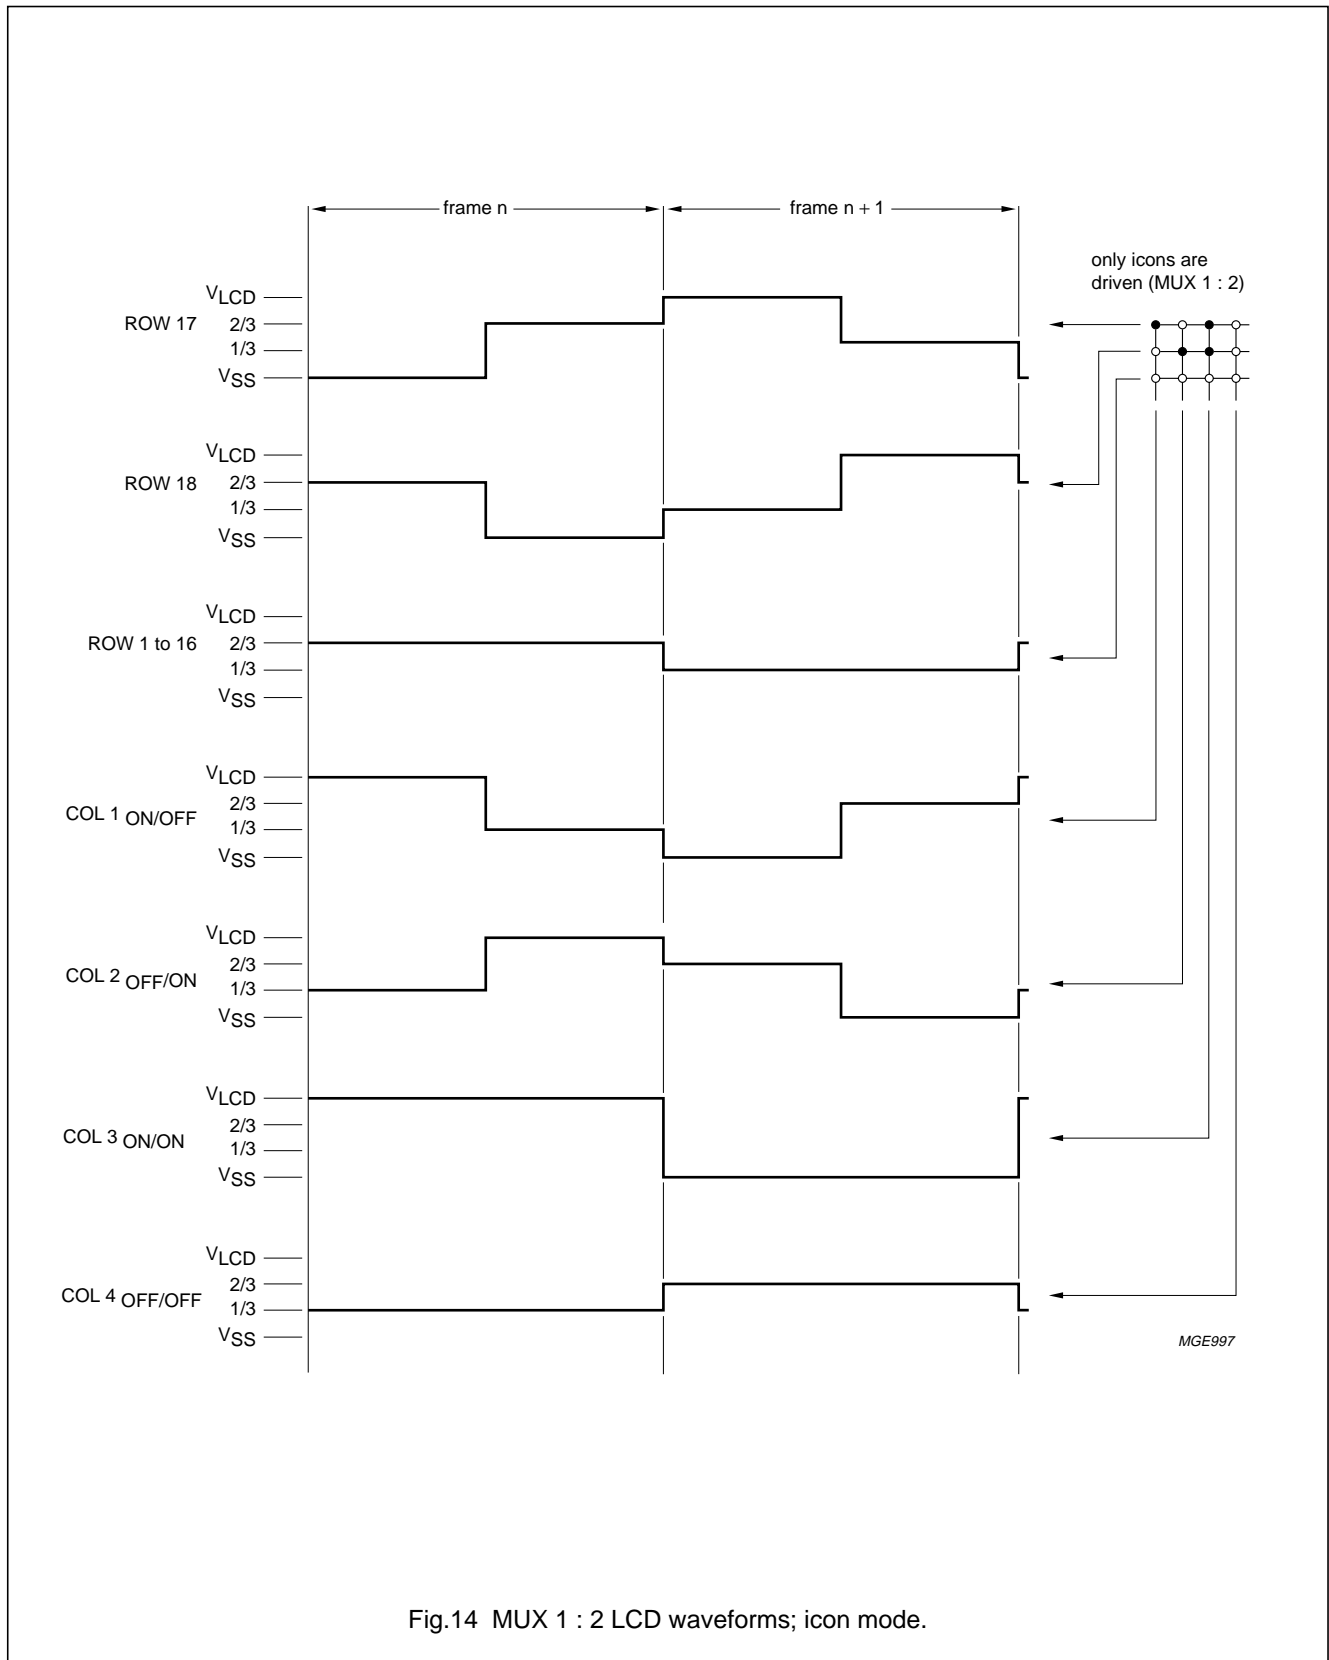 frame n
frame n + 1
only icons are
driven (MUX 1 : 2)
VLCD
ROW 17 2/3
1/3
VSS
VLCD
ROW 18 2/3
1/3
VSS
VLCD
ROW 1 to 16 2/3
1/3
VSS
VLCD
2/3
COL 1 ON/OFF
1/3
VSS
VLCD
2/3
COL 2 OFF/ON
1/3
VSS
VLCD
2/3
COL 3 ON/ON
1/3
VSS
VLCD
2/3
COL 4 OFF/OFF
1/3
VSS
MGE997
Fig.14 MUX 1 : 2 LCD waveforms; icon mode.